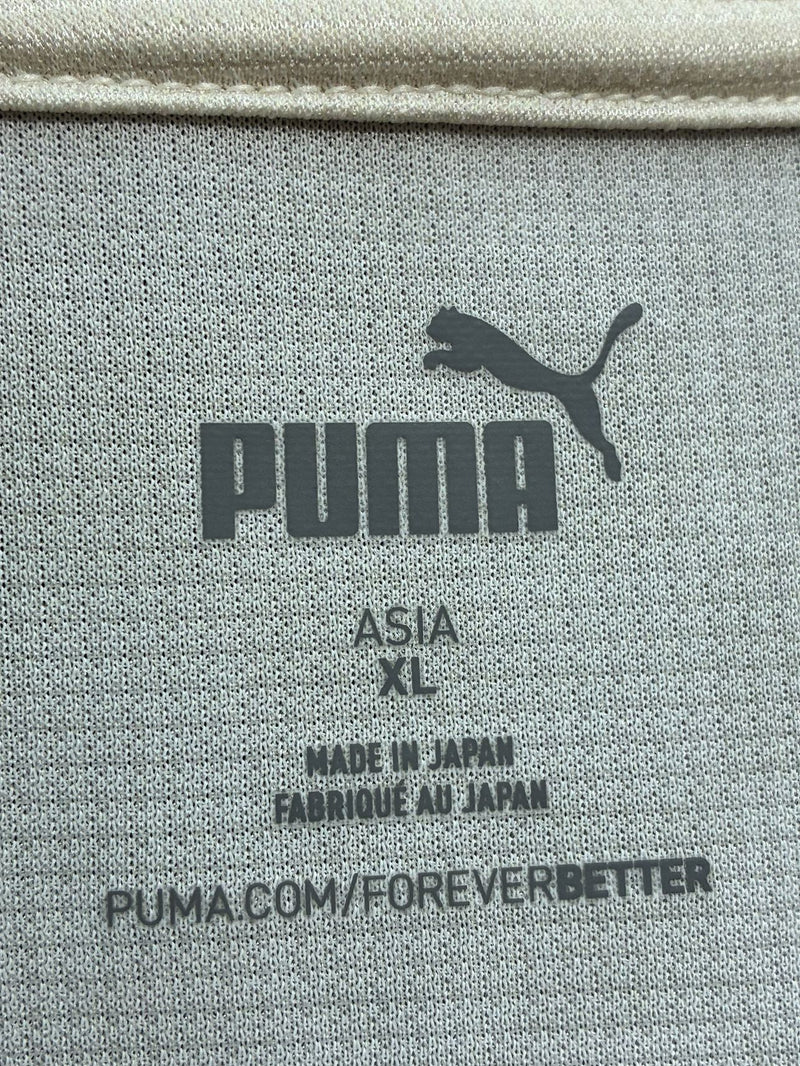 PUMA
ASIA
XL
MADE IN JAPAN
FABRIQUÉ AU JAPAN
PUMA.COM/FOREVERBETTER